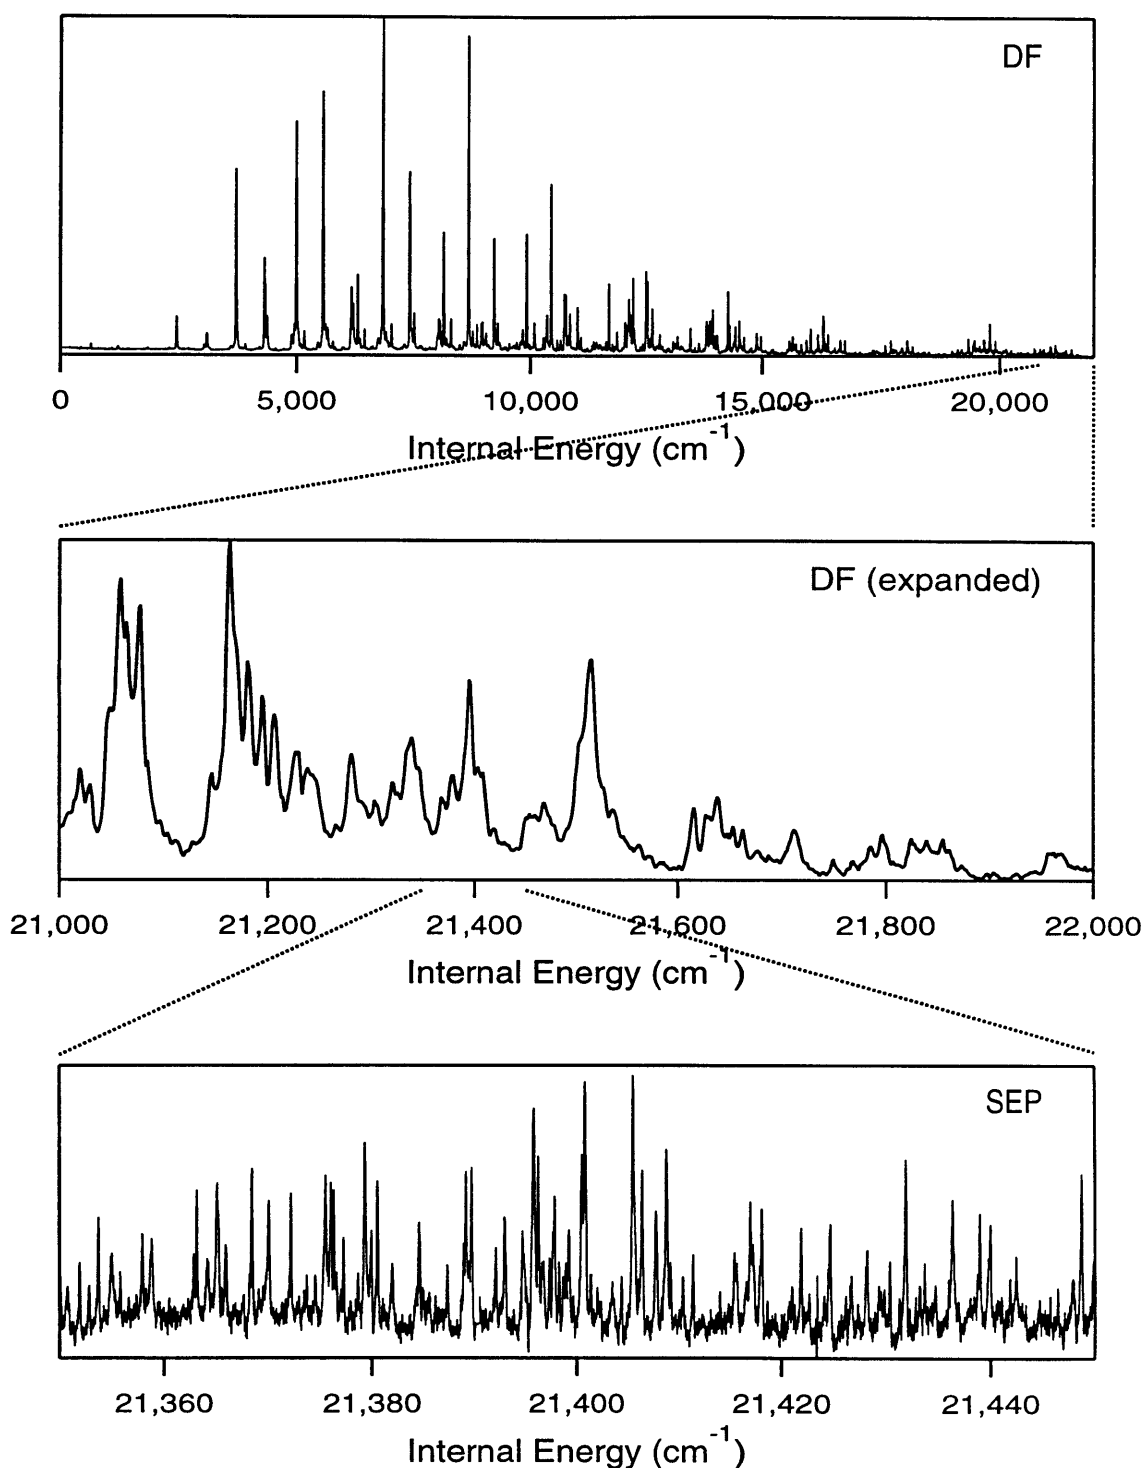 DF
0 5,000 10,000 15,000 20,000
Internal Energy (cm-1)
DF (expanded)
21,000 21,200 21,400 21,600 21,800 22,000
Internal Energy (cm-1)
SEP
21,360 21,380 21,400 21,420 21,440
Internal Energy (cm-1)